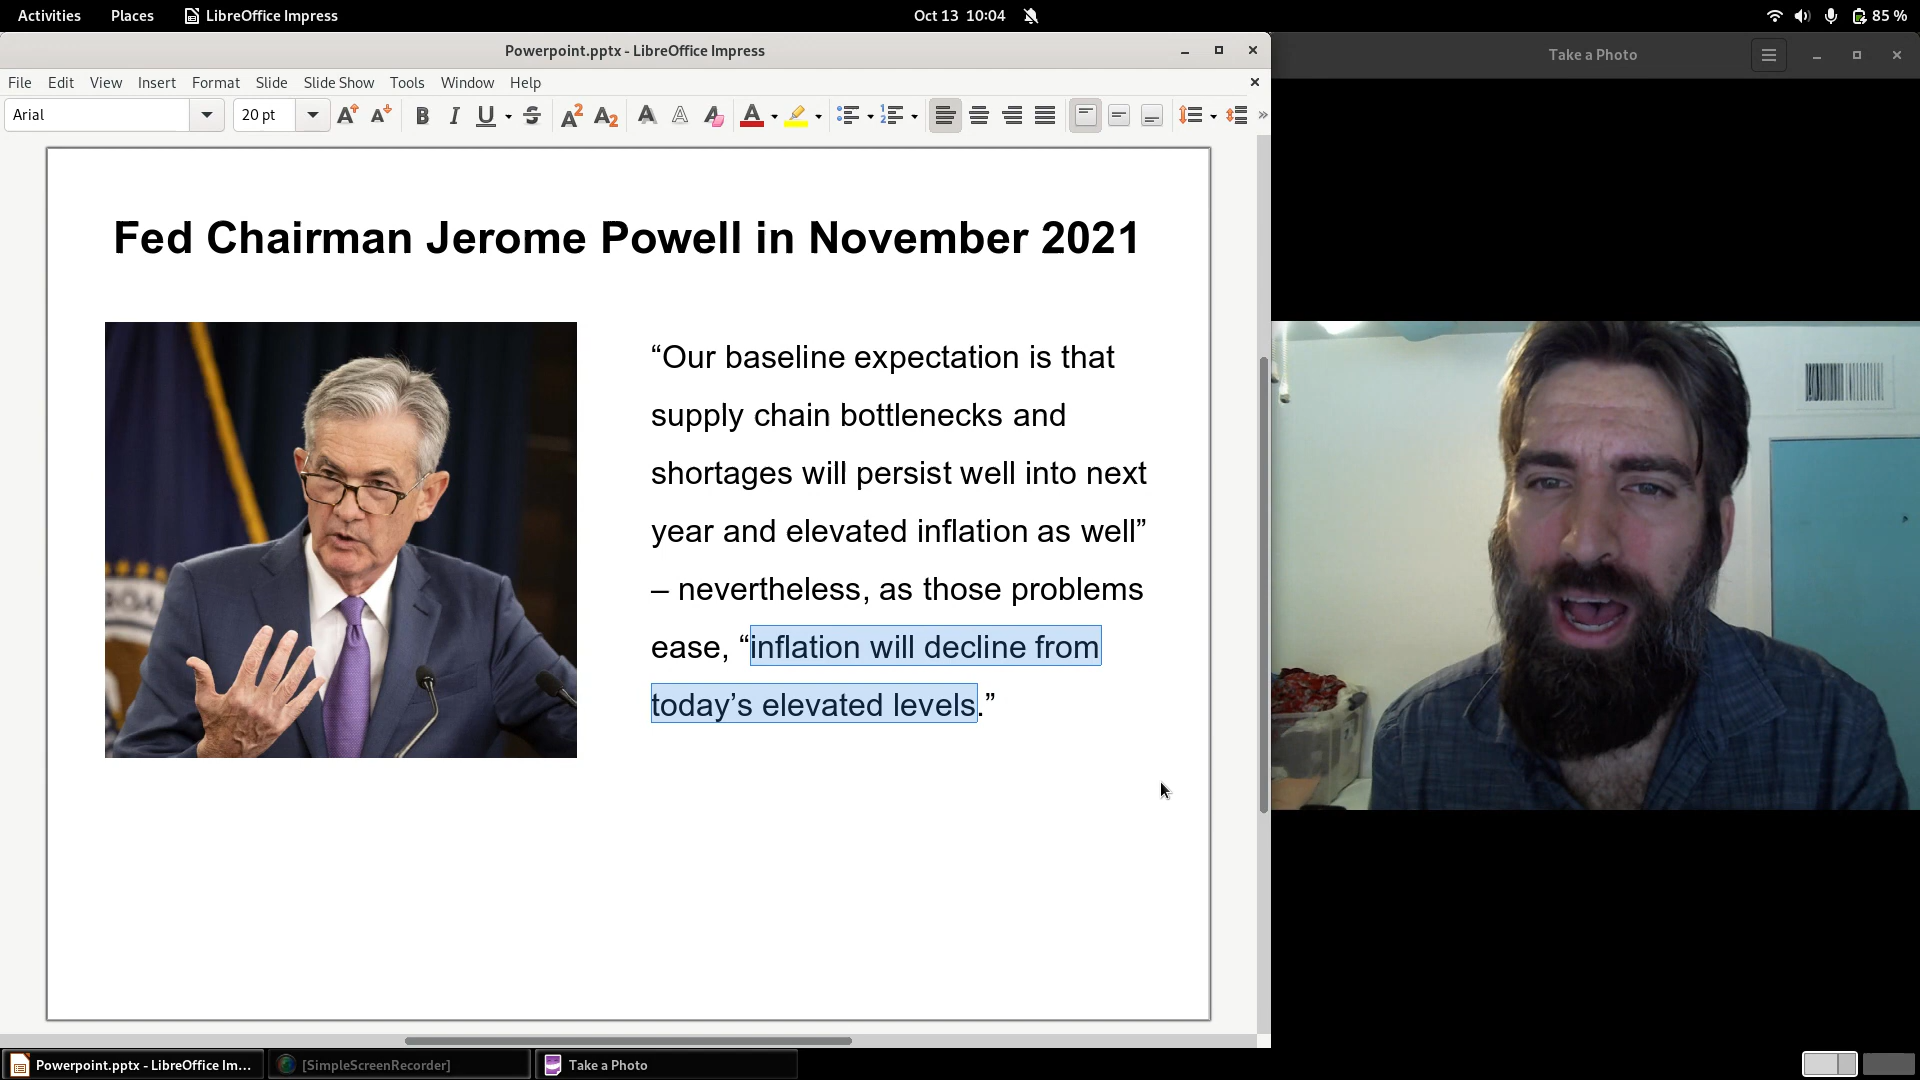 Activities Places LibreOffice Impress Oct 13 10:04 85 %
Powerpoint.pptx - LibreOffice Impress
Take a Photo
File Edit View Insert Format Slide Slide Show Tools Window Help
Arial 20 pt
Fed Chairman Jerome Powell in November 2021
“Our baseline expectation is that
supply chain bottlenecks and
shortages will persist well into next
year and elevated inflation as well”
– nevertheless, as those problems
ease, “inflation will decline from
today’s elevated levels.”
Powerpoint.pptx - LibreOffice Im... [SimpleScreenRecorder] Take a Photo